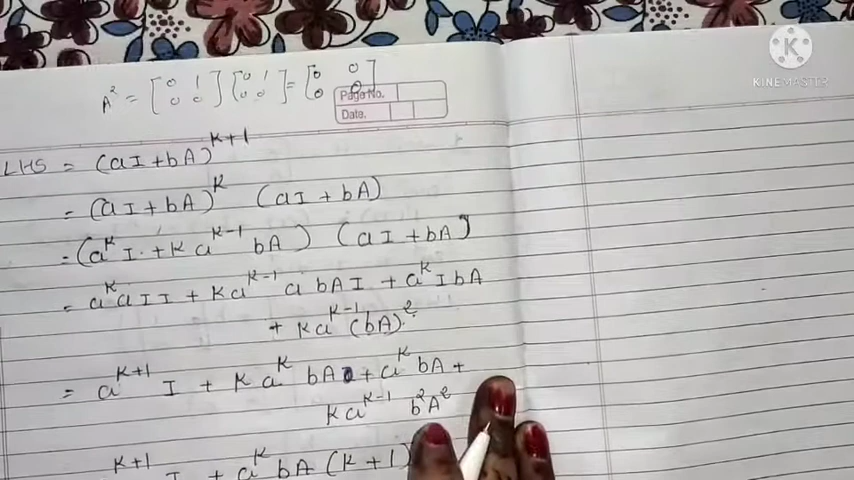 A² = [0 1 0 0] [0 1 0 0] = [0 0 0 0]
Page No.
Date.
KINEMASTER
LHS = (aI + bA)^{k+1}
= (aI + bA)^k (aI + bA)
= (a^k I + k a^{k-1} bA) (aI + bA)
= a^k a I I + k a^{k-1} a bA I + a^k I bA
+ k a^{k-1} (bA)²
= a^{k+1} I + k a^k bA + a^k bA +
k a^{k-1} b² A²
a^{k+1} I + a^k bA (k+1)